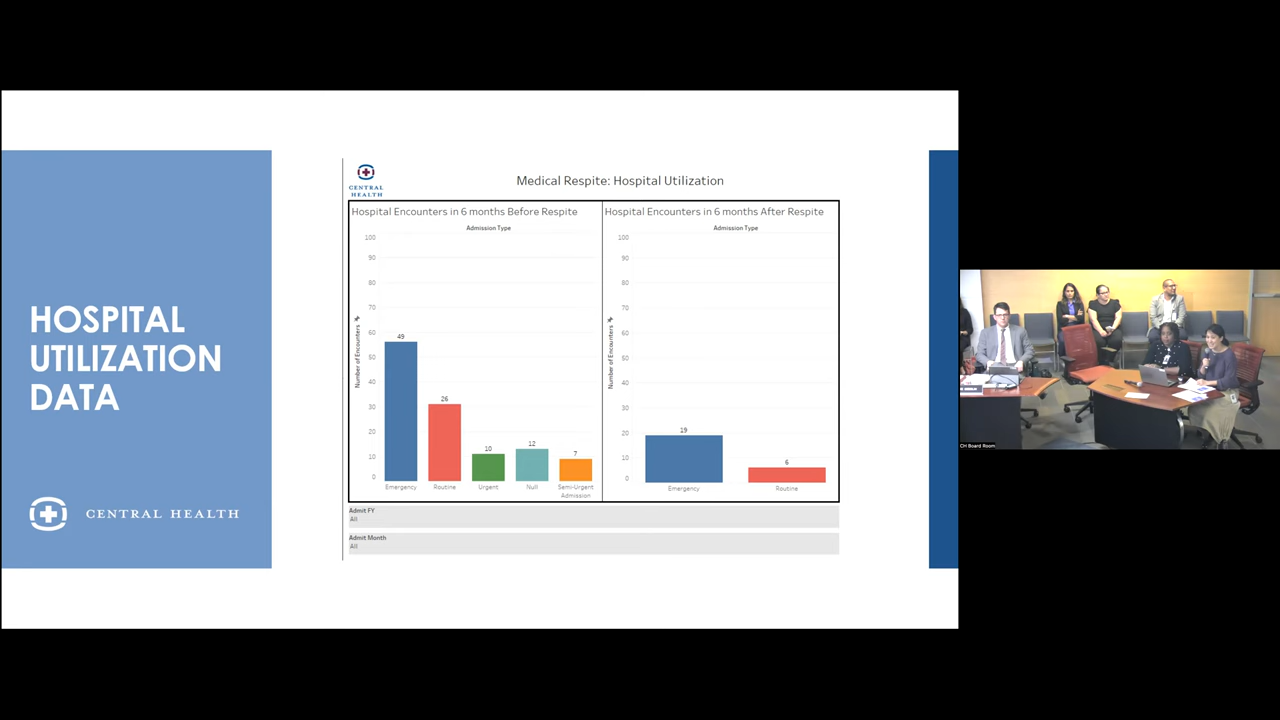 HOSPITAL
UTILIZATION
DATA
CENTRAL HEALTH
CENTRAL
HEALTH
Medical Respite: Hospital Utilization
Hospital Encounters in 6 months Before Respite
Admission Type
Number of Encounters
100
90
80
70
60
50
40
30
20
10
0
49
26
10
12
7
Emergency
Routine
Urgent
Null
Semi-Urgent
Admission
Hospital Encounters in 6 months After Respite
Admission Type
Number of Encounters
100
90
80
70
60
50
40
30
20
10
0
19
6
Emergency
Routine
Admit FY
All
Admit Month
All
CH Board Room